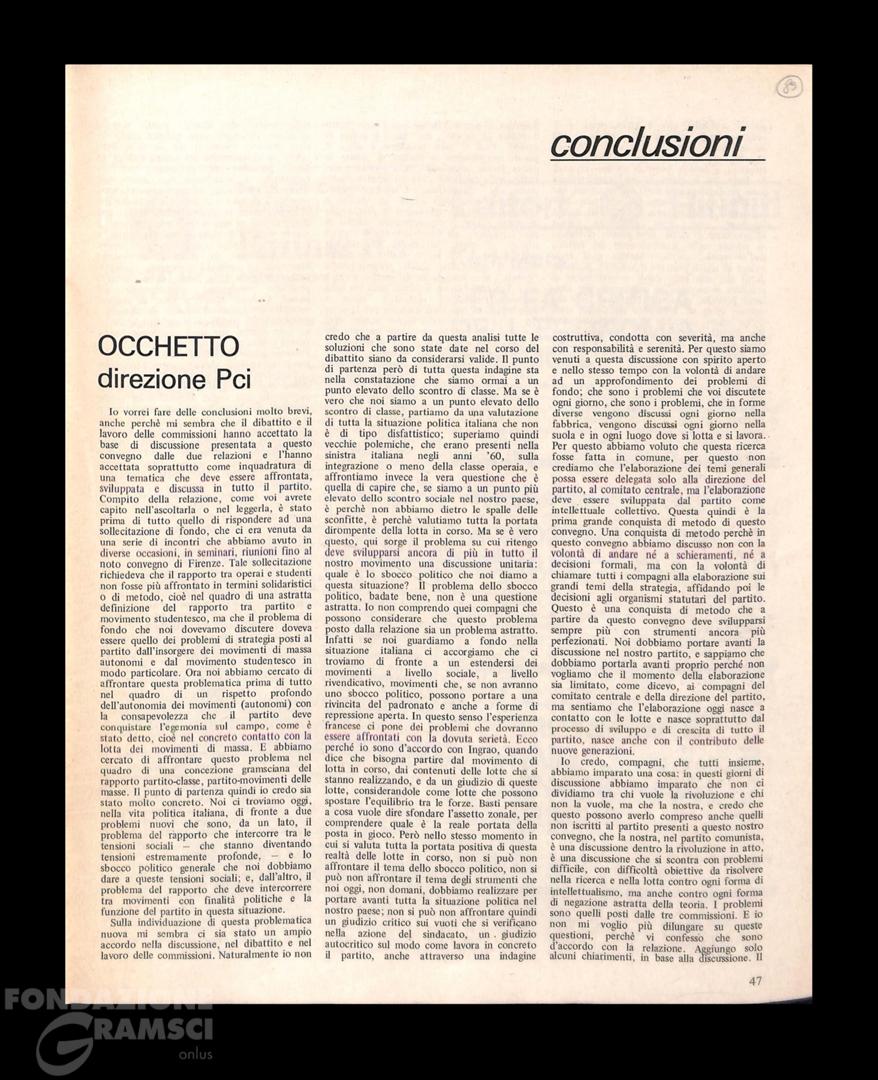 89
conclusioni
OCCHETTO
direzione Pci
Io vorrei fare delle conclusioni molto brevi,
anche perchè mi sembra che il dibattito e il
lavoro delle commissioni hanno accettato la
base di discussione presentata a questo
convegno dalle due relazioni e l'hanno
accettata soprattutto come inquadratura di
una tematica che deve essere affrontata,
sviluppata e discussa in tutto il partito.
Compito della relazione, come voi avrete
capito nell'ascoltarla o nel leggerla, è stato
prima di tutto quello di rispondere ad una
sollecitazione di fondo, che ci era venuta da
una serie di incontri che abbiamo avuto in
diverse occasioni, in seminari, riunioni fino al
noto convegno di Firenze. Tale sollecitazione
richiedeva che il rapporto tra operai e studenti
non fosse più affrontato in termini solidaristici
o di metodo, cioè nel quadro di una astratta
definizione del rapporto tra partito e
movimento studentesco, ma che il problema di
fondo che noi dovevamo discutere doveva
essere quello dei problemi di strategia posti al
partito dall'insorgere dei movimenti di massa
autonomi e dal movimento studentesco in
modo particolare. Ora noi abbiamo cercato di
affrontare questa problematica prima di tutto
nel quadro di un rispetto profondo
dell'autonomia dei movimenti (autonomi) con
la consapevolezza che il partito deve
conquistare l'egemonia sul campo, come è
stato detto, cioè nel concreto contatto con la
lotta dei movimenti di massa. E abbiamo
cercato di affrontare questo problema nel
quadro di una concezione gramsciana del
rapporto partito-classe, partito-movimenti delle
masse. Il punto di partenza quindi io credo sia
stato molto concreto. Noi ci troviamo oggi,
nella vita politica italiana, di fronte a due
problemi nuovi che sono, da un lato, il
problema del rapporto che intercorre tra le
tensioni sociali — che stanno diventando
tensioni estremamente profonde, — e lo
sbocco politico generale che noi dobbiamo
dare a queste tensioni sociali; e, dall'altro, il
problema del rapporto che deve intercorrere
tra movimenti con finalità politiche e la
funzione del partito in questa situazione.
Sulla individuazione di questa problematica
nuova mi sembra ci sia stato un ampio
accordo nella discussione, nel dibattito e nel
lavoro delle commissioni. Naturalmente io non
credo che a partire da questa analisi tutte le
soluzioni che sono state date nel corso del
dibattito siano da considerarsi valide. Il punto
di partenza però di tutta questa indagine sta
nella constatazione che siamo ormai a un
punto elevato dello scontro di classe. Ma se è
vero che noi siamo a un punto elevato dello
scontro di classe, partiamo da una valutazione
di tutta la situazione politica italiana che non
è di tipo disfattistico; superiamo quindi
vecchie polemiche, che erano presenti nella
sinistra italiana negli anni '60, sulla
integrazione o meno della classe operaia, e
affrontiamo invece la vera questione che è
quella di capire che, se siamo a un punto più
elevato dello scontro sociale nel nostro paese,
è perchè non abbiamo dietro le spalle delle
sconfitte, è perchè valutiamo tutta la portata
dirompente della lotta in corso. Ma se è vero
questo, qui sorge il problema su cui ritengo
deve svilupparsi ancora di più in tutto il
nostro movimento una discussione unitaria:
quale è lo sbocco politico che noi diamo a
questa situazione? Il problema dello sbocco
politico, badate bene, non è una questione
astratta. Io non comprendo quei compagni che
possono considerare che questo problema
posto dalla relazione sia un problema astratto.
Infatti se noi guardiamo a fondo nella
situazione italiana ci accorgiamo che ci
troviamo di fronte a un estendersi dei
movimenti a livello sociale, a livello
rivendicativo, movimenti che, se non avranno
uno sbocco politico, possono portare a una
rivincita del padronato e anche a forme di
repressione aperta. In questo senso l'esperienza
francese ci pone dei problemi che dovranno
essere affrontati con la dovuta serietà. Ecco
perché io sono d'accordo con Ingrao, quando
dice che bisogna partire dal movimento di
lotta in corso, dai contenuti delle lotte che si
stanno realizzando, e da un giudizio di queste
lotte, considerandole come lotte che possono
spostare l'equilibrio tra le forze. Basti pensare
a cosa vuole dire sfondare l'assetto zonale, per
comprendere quale è la reale portata della
posta in gioco. Però nello stesso momento in
cui si valuta tutta la portata positiva di questa
realtà delle lotte in corso, non si può non
affrontare il tema dello sbocco politico, non si
può non affrontare il tema degli strumenti che
noi oggi, non domani, dobbiamo realizzare per
portare avanti tutta la situazione politica nel
nostro paese; non si può non affrontare quindi
un giudizio critico sui vuoti che si verificano
nella azione del sindacato, un giudizio
autocritico sul modo come lavora in concreto
il partito, anche attraverso una indagine
costruttiva, condotta con severità, ma anche
con responsabilità e serenità. Per questo siamo
venuti a questa discussione con spirito aperto
e nello stesso tempo con la volontà di andare
ad un approfondimento dei problemi di
fondo; che sono i problemi che voi discutete
ogni giorno, che sono i problemi, che in forme
diverse vengono discussi ogni giorno nella
fabbrica, vengono discussi ogni giorno nella
suola e in ogni luogo dove si lotta e si lavora.
Per questo abbiamo voluto che questa ricerca
fosse fatta in comune, per questo non
crediamo che l'elaborazione dei temi generali
possa essere delegata solo alla direzione del
partito, al comitato centrale, ma l'elaborazione
deve essere sviluppata dal partito come
intellettuale collettivo. Questa quindi è la
prima grande conquista di metodo di questo
convegno. Una conquista di metodo perchè in
questo convegno abbiamo discusso non con la
volontà di andare né a schieramenti, né a
decisioni formali, ma con la volontà di
chiamare tutti i compagni alla elaborazione sui
grandi temi della strategia, affidando poi le
decisioni agli organismi statutari del partito.
Questo è una conquista di metodo che a
partire da questo convegno deve svilupparsi
sempre più con strumenti ancora più
perfezionati. Noi dobbiamo portare avanti la
discussione nel nostro partito, e sappiamo che
dobbiamo portarla avanti proprio perché non
vogliamo che il momento della elaborazione
sia limitato, come dicevo, ai compagni del
comitato centrale e della direzione del partito,
ma sentiamo che l'elaborazione oggi nasce a
contatto con le lotte e nasce soprattutto dal
processo di sviluppo e di crescita di tutto il
partito, nasce anche con il contributo delle
nuove generazioni.
Io credo, compagni, che tutti insieme,
abbiamo imparato una cosa: in questi giorni di
discussione abbiamo imparato che non ci
dividiamo tra chi vuole la rivoluzione e chi
non la vuole, ma che la nostra, e credo che
questo possono averlo compreso anche quelli
non iscritti al partito presenti a questo nostro
convegno, che la nostra, nel partito comunista,
è una discussione dentro la rivoluzione in atto,
è una discussione che si scontra con problemi
difficile, con difficoltà obiettive da risolvere
nella ricerca e nella lotta contro ogni forma di
intellettualismo, ma anche contro ogni forma
di negazione astratta della teoria. I problemi
sono quelli posti dalle tre commissioni. E io
non mi voglio più dilungare su queste
questioni, perchè vi confesso che sono
d'accordo con la relazione. Aggiungo solo
alcuni chiarimenti, in base alla discussione. Il
47
FONDAZIONE
GRAMSCI
onlus